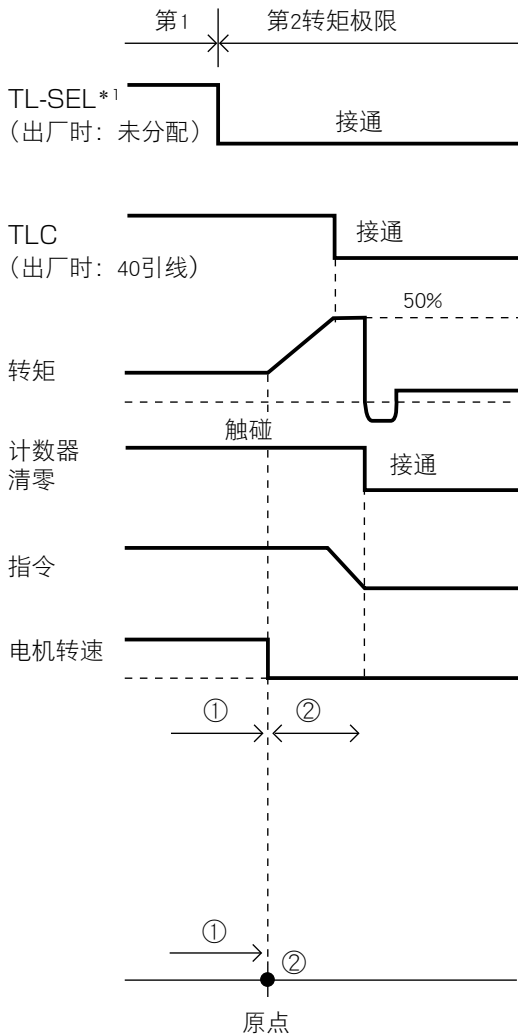 第1 第2转矩极限
TL-SEL*1
（出厂时：未分配） 接通
TLC 接通
（出厂时：40引线）
50%
转矩
触碰
计数器
清零 接通
指令
电机转速
① ②
①
②
原点